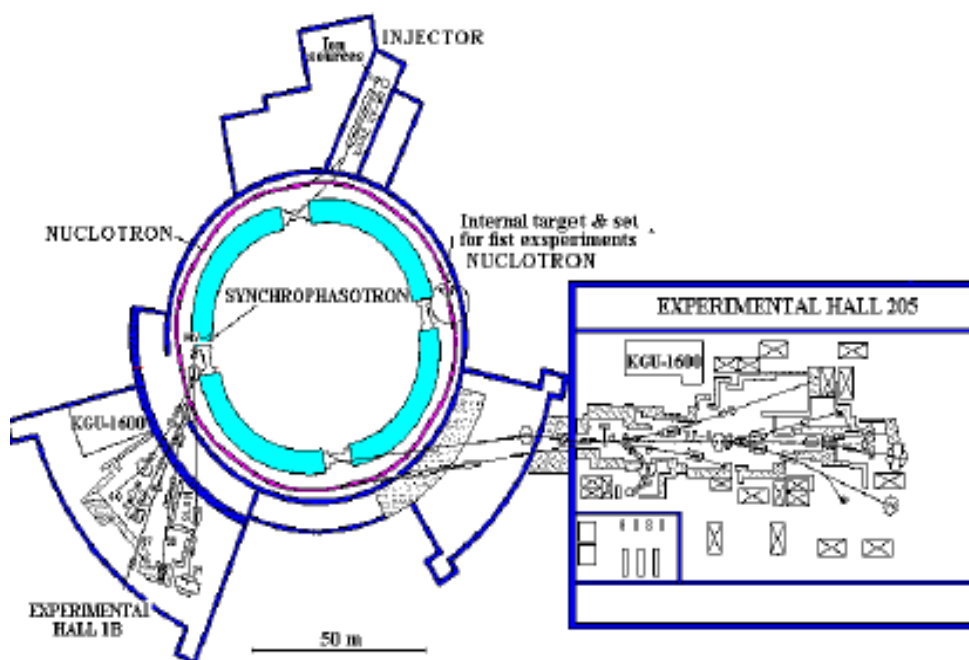 Ion
sources
INJECTOR
NUCLOTRON
Internal target & set
for fist exsperiments
NUCLOTRON
SYNCHROPHASOTRON
EXPERIMENTAL HALL 205
KGU-1600
KGU-1600
EXPERIMENTAL
HALL 1B
50 m